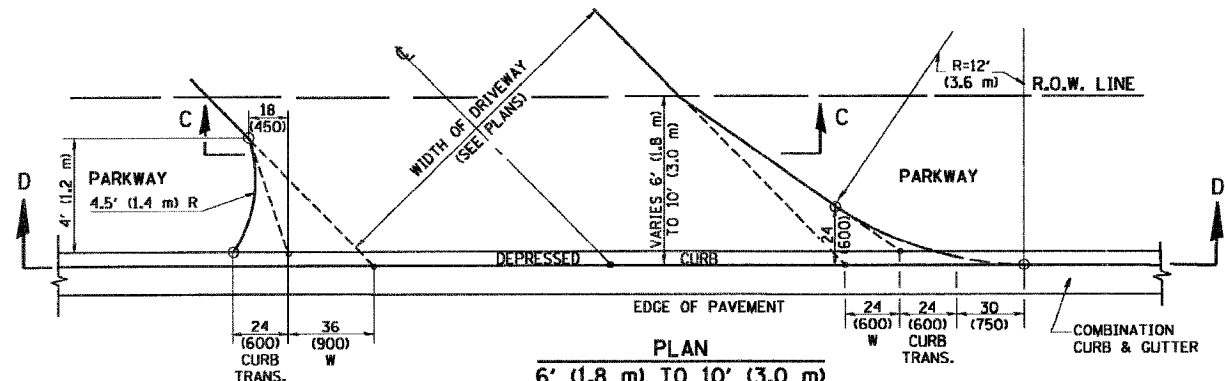 ℄
R=12'
(3.6 m)
R.O.W. LINE
18
(450)
C
C
WIDTH OF DRIVEWAY
(SEE PLANS)
4' (1.2 m)
PARKWAY
4.5' (1.4 m) R
VARIES 6' (1.8 m)
TO 10' (3.0 m)
PARKWAY
D
D
24
(600)
DEPRESSED CURB
EDGE OF PAVEMENT
24
(600)
CURB
TRANS.
36
(900)
W
24
(600)
W
24
(600)
CURB
TRANS.
30
(750)
COMBINATION
CURB & GUTTER
PLAN
6' (1.8 m) TO 10' (3.0 m)